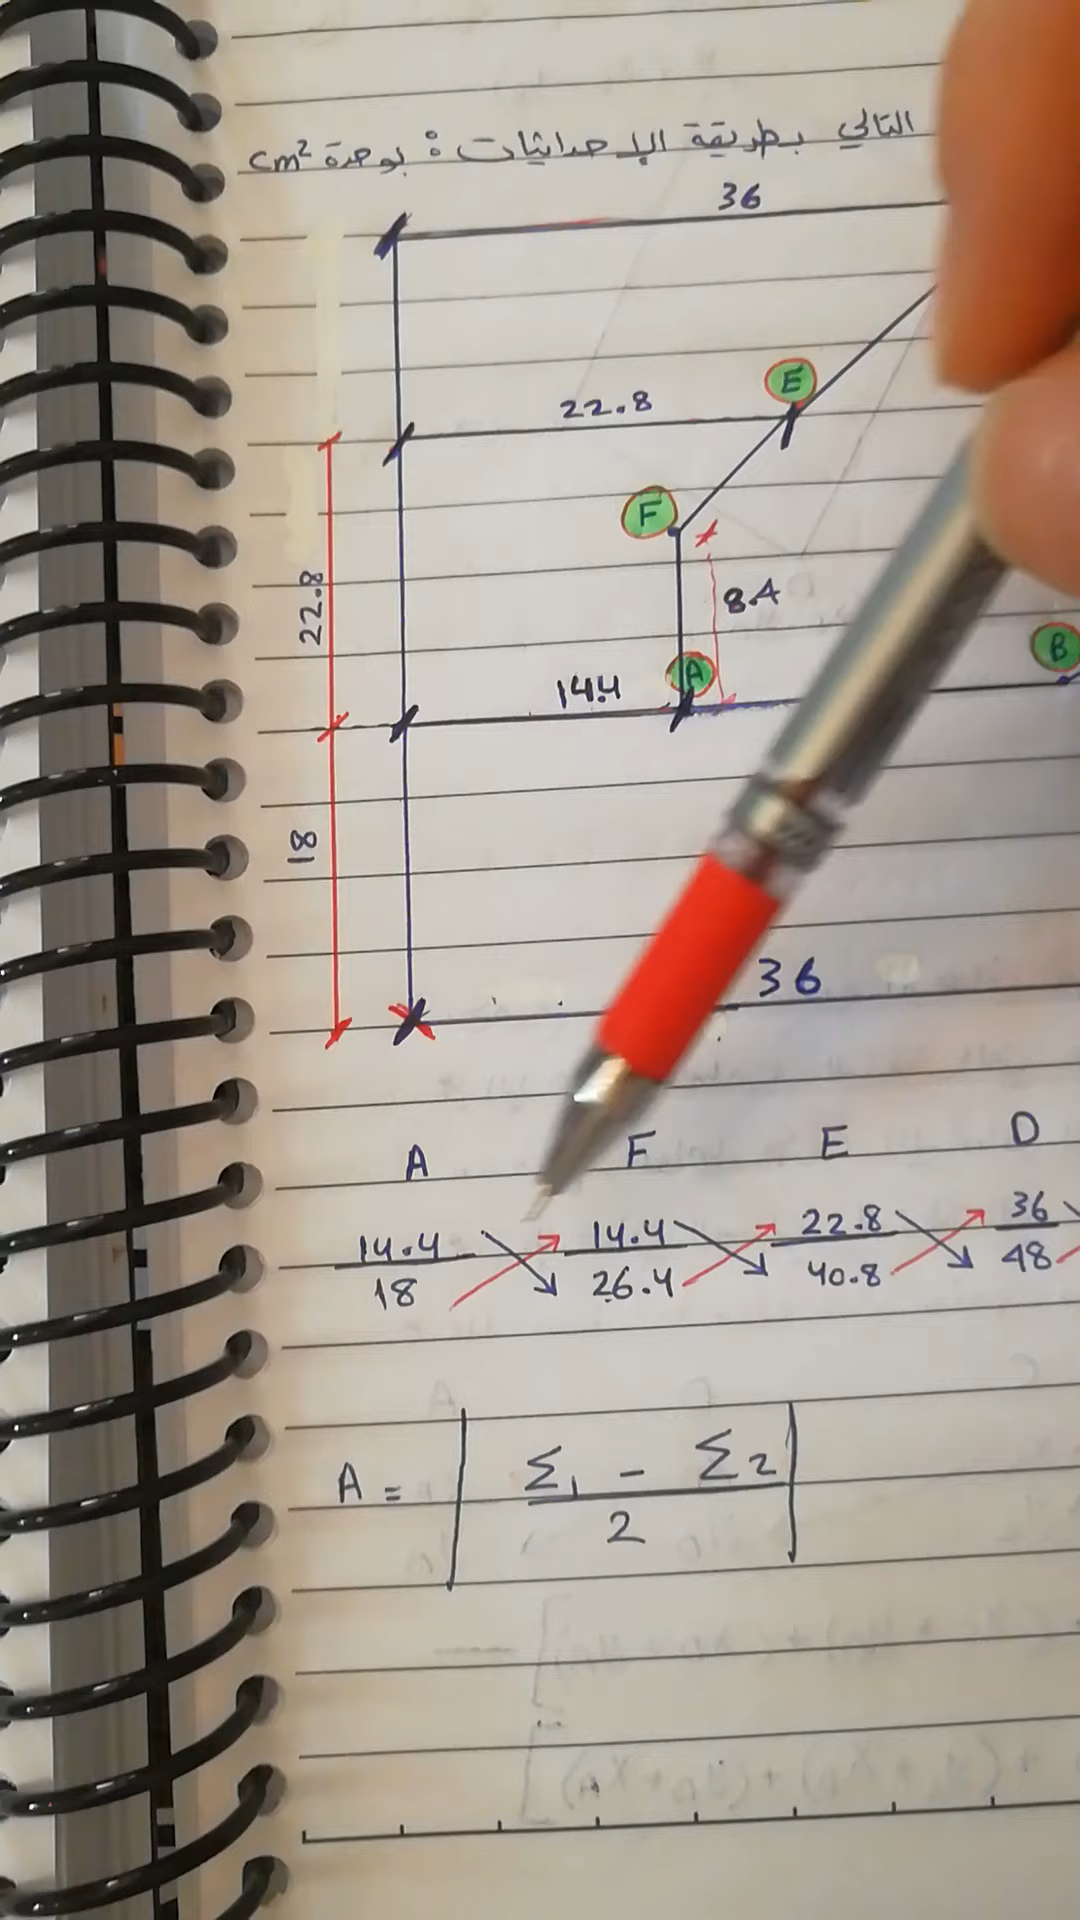 التالي بطريقة الإحداثيات : بوحدة cm²
36
E
22.8
F
22.8
8.4
B
A
14.4
18
36
A F E D
14.4 14.4 22.8 36
18 26.4 40.8 48
A = | Σ₁ - Σ2 |
2